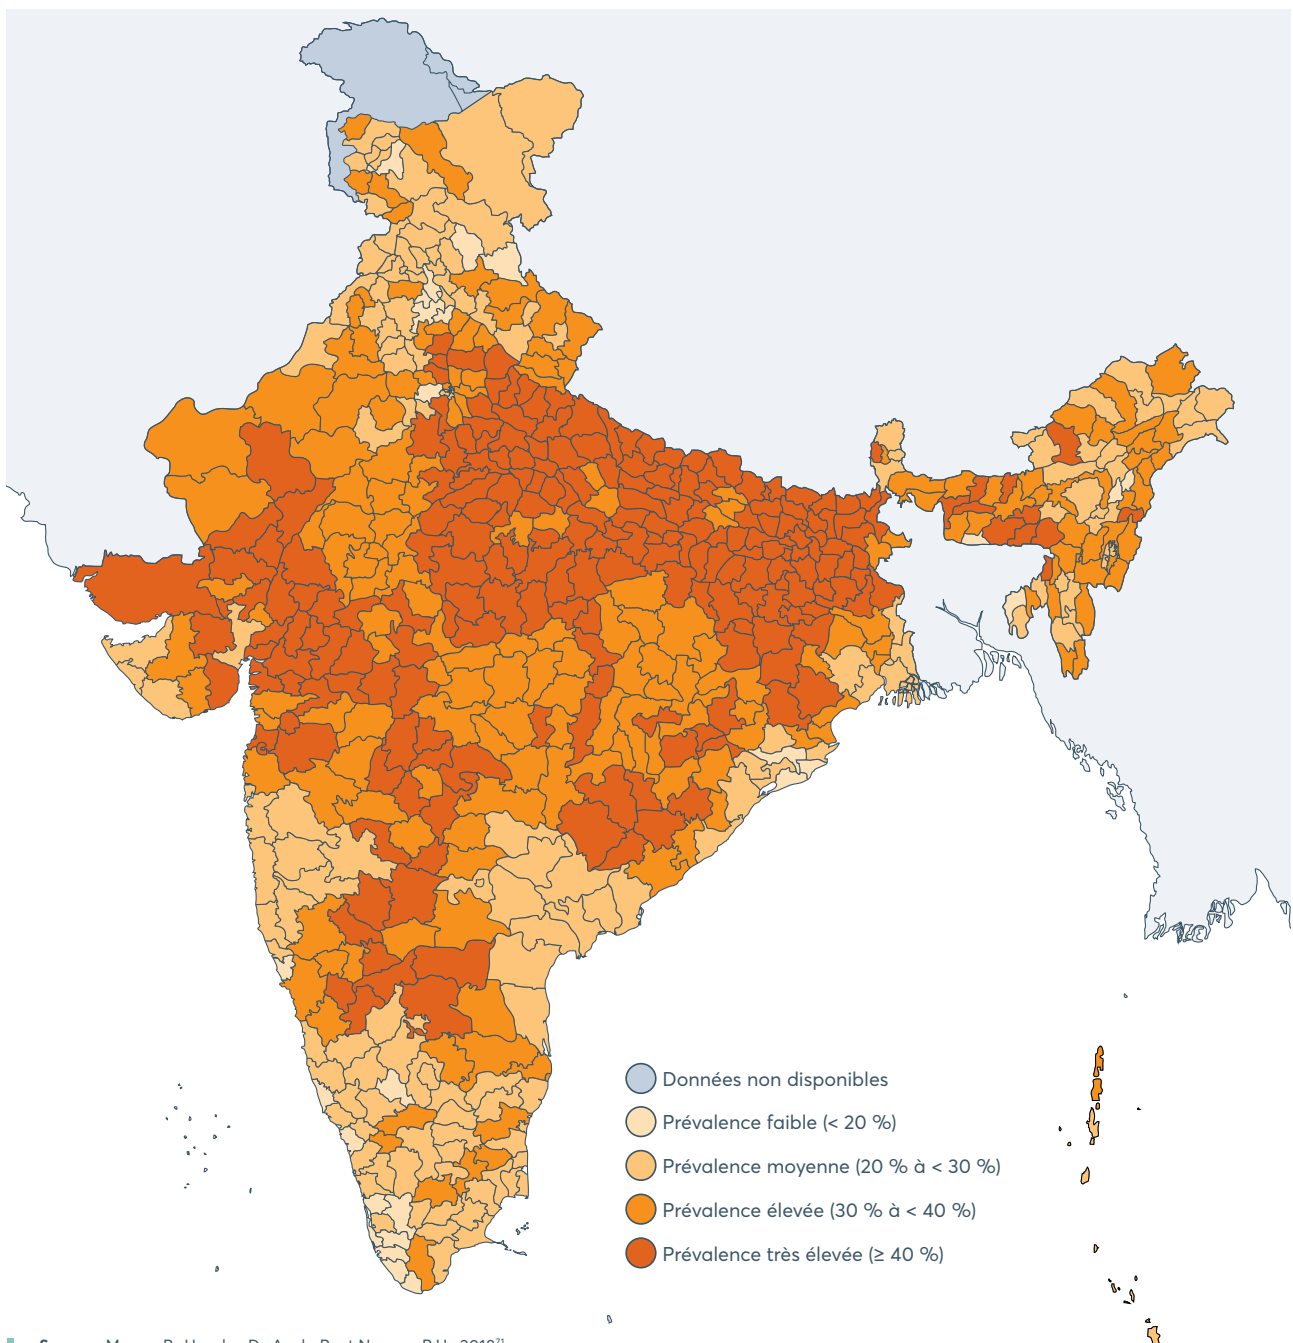 Données non disponibles
Prévalence faible (< 20 %)
Prévalence moyenne (20 % à < 30 %)
Prévalence élevée (30 % à < 40 %)
Prévalence très élevée (≥ 40 %)